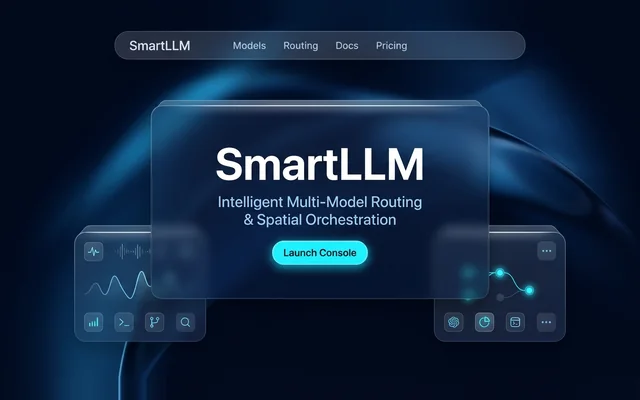 SmartLLM
Models
Routing
Docs
Pricing
SmartLLM
Intelligent Multi-Model Routing
& Spatial Orchestration
Launch Console